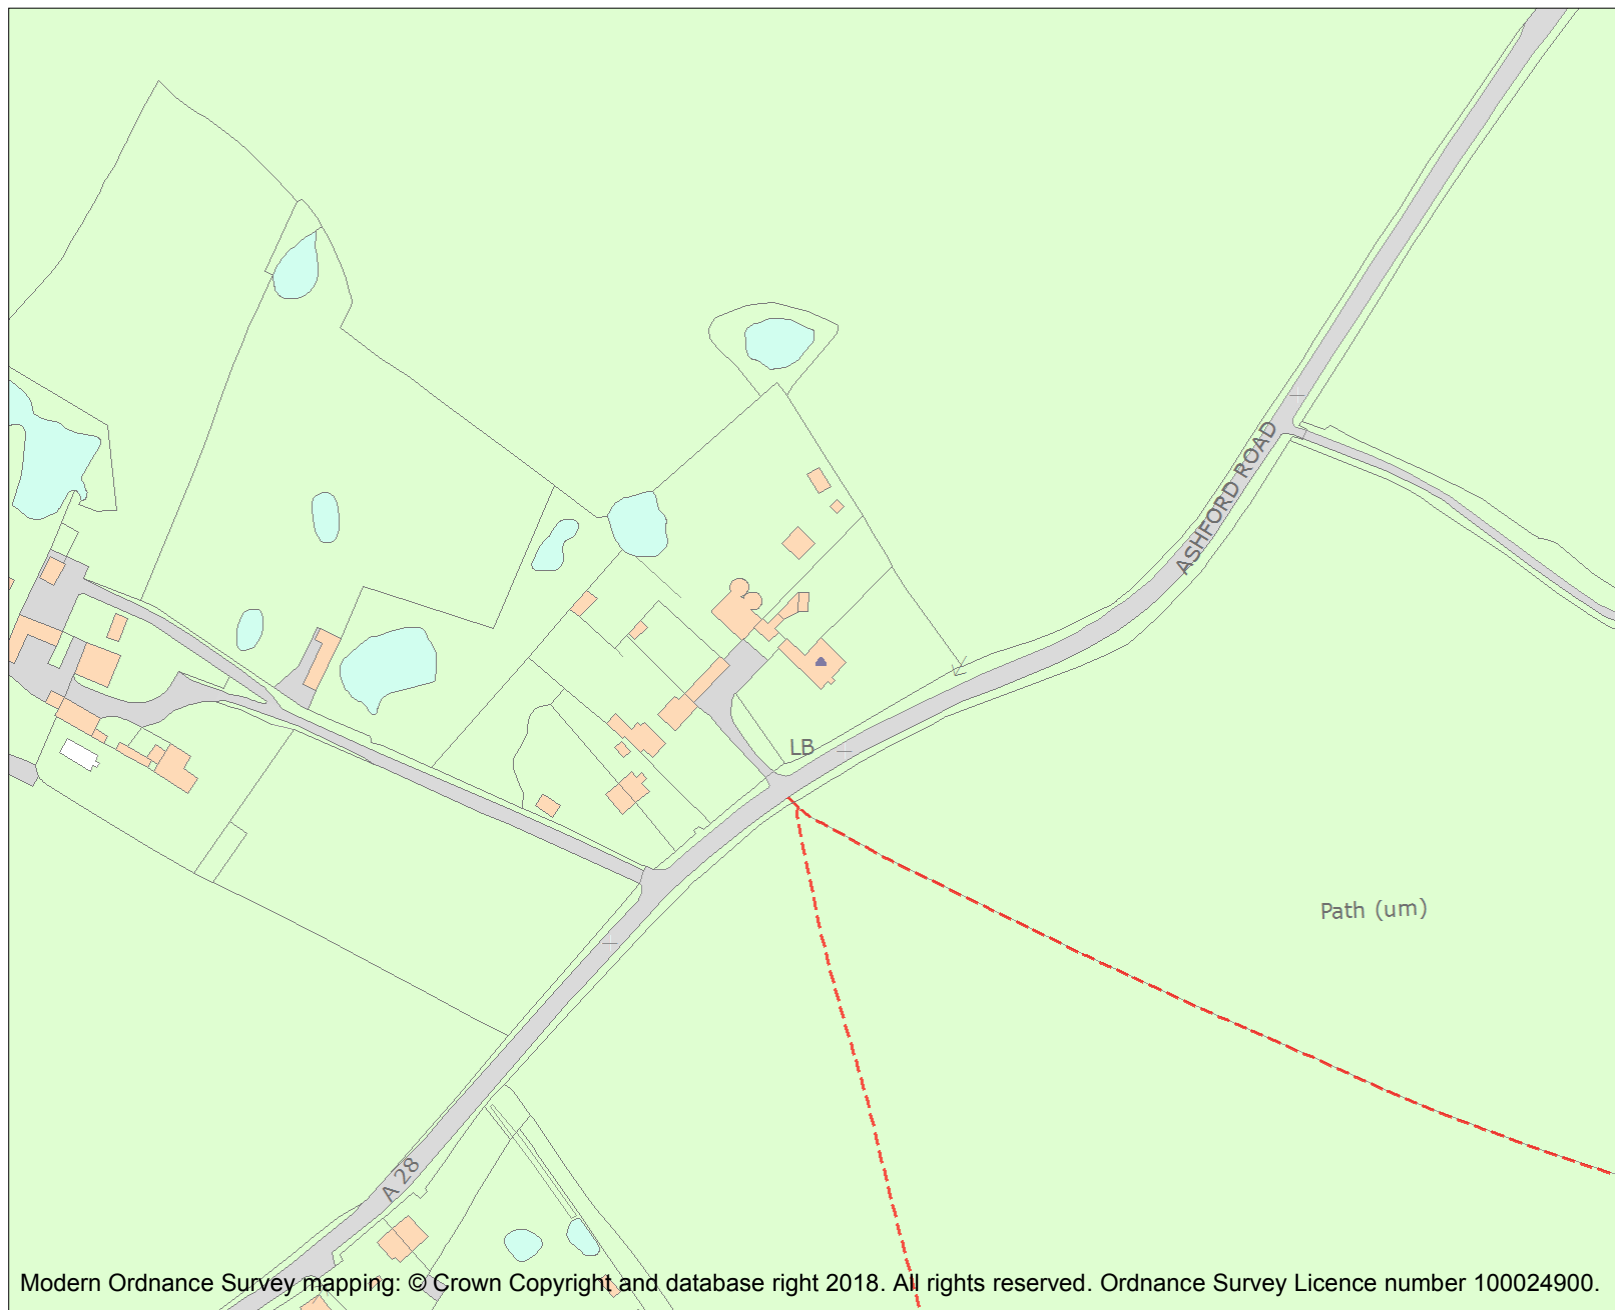 ASHFORD ROAD
LB
Path (um)
A 28
Modern Ordnance Survey mapping: © Crown Copyright and database right 2018. All rights reserved. Ordnance Survey Licence number 100024900.